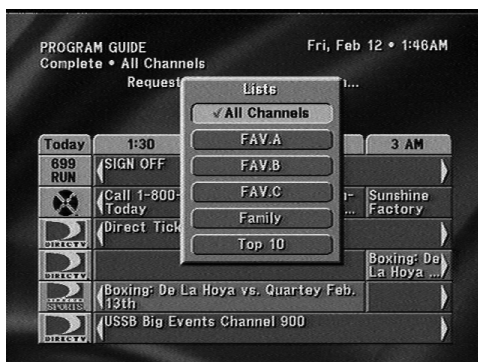 PROGRAM GUIDE
Fri, Feb 12 • 1:46AM
Complete • All Channels
Request
...
Lists
✓All Channels
FAV.A
FAV.B
FAV.C
Family
Top 10
Today 1:30 3 AM
699 RUN
SIGN OFF
Call 1-800-
Today
...
Sunshine
Factory
DIRECTV
Direct Tick
DIRECTV
Boxing: De
La Hoya ...
SPORTS
Boxing: De La Hoya vs. Quartey Feb.
13th
DIRECTV
USSB Big Events Channel 900